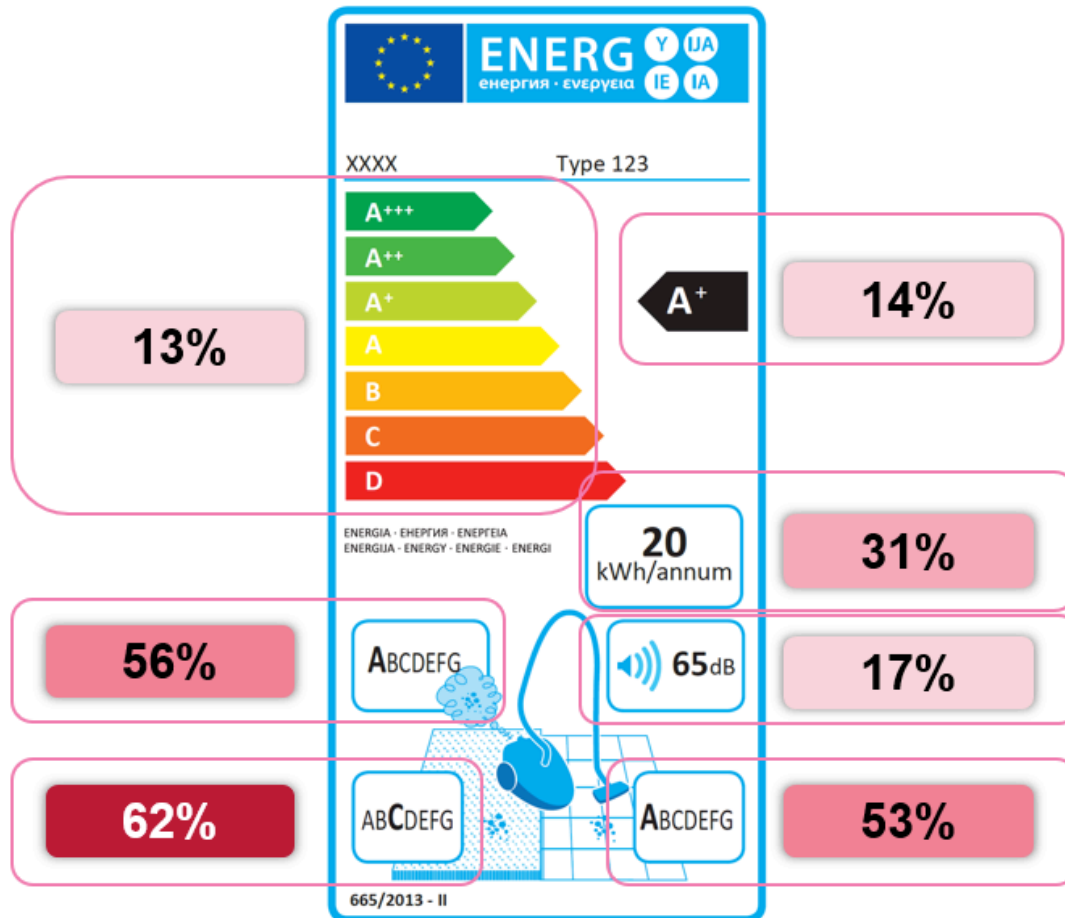 ENERG Y IJA
енергия · ενεργεια IE IA
XXXX Type 123
A+++
A++
A+
A
B
C
D
A+
14%
13%
ENERGIA · ЕНЕРГИЯ · ΕΝΕΡΓΕΙΑ
ENERGIJA · ENERGY · ENERGIE · ENERGI
20
kWh/annum
31%
56%
ABCDEFG
65dB
17%
62%
ABCDEFG
ABCDEFG
53%
665/2013 - II